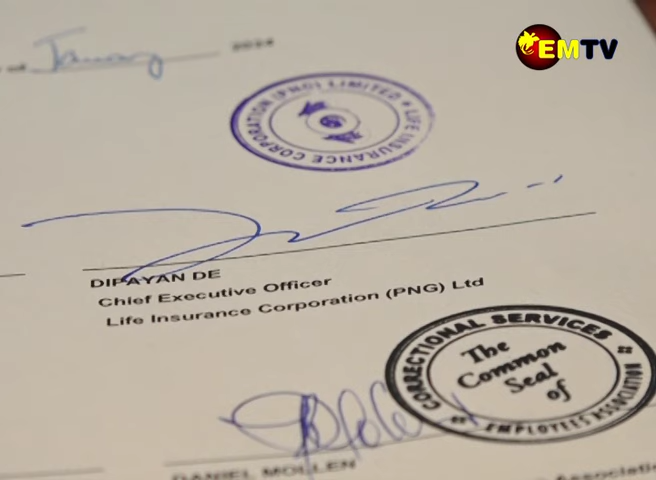 EMTV
January 2024
LIFE INSURANCE CORPORATION (PNG) LIMITED
DIPAYAN DE
Chief Executive Officer
Life Insurance Corporation (PNG) Ltd
CORRECTIONAL SERVICES
The
Common
Seal
of
EMPLOYEES ASSOCIATION
DANIEL MOLLEN
Association